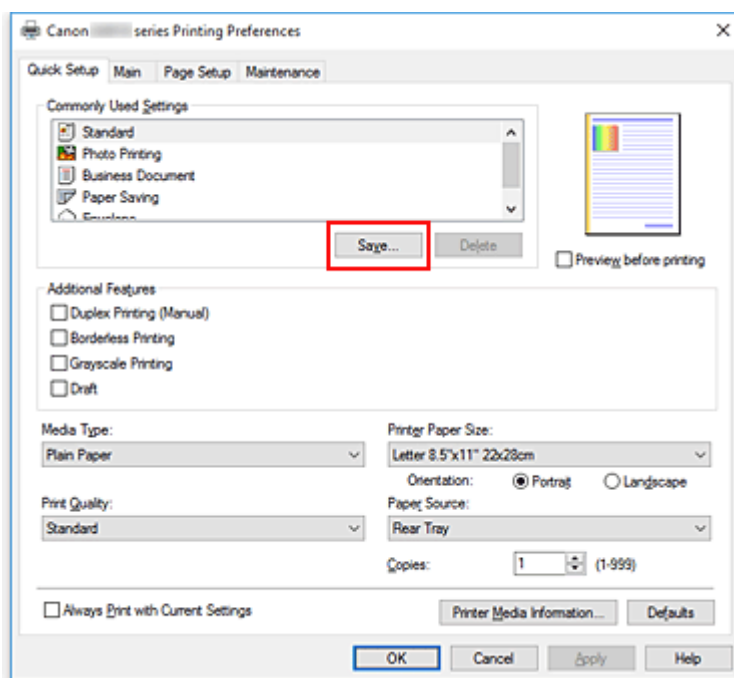 Canon series Printing Preferences
Quick Setup Main Page Setup Maintenance
Commonly Used Settings
Standard
Photo Printing
Business Document
Paper Saving
Envelope
Save... Delete
Preview before printing
Additional Features
Duplex Printing (Manual)
Borderless Printing
Grayscale Printing
Draft
Media Type: Printer Paper Size:
Plain Paper Letter 8.5"x11" 22x28cm
Orientation: Portrait Landscape
Print Quality: Paper Source:
Standard Rear Tray
Copies: 1 (1-999)
Always Print with Current Settings Printer Media Information... Defaults
OK Cancel Apply Help